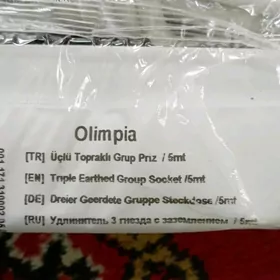 Olimpia
[TR] Üçlü Topraklı Grup Priz / 5mt
[EN] Triple Earthed Group Socket /5mt
[DE] Dreier Geerdete Gruppe Steckdose /5mt
[RU] Удлинитель 3 гнезда с заземлением / 5m